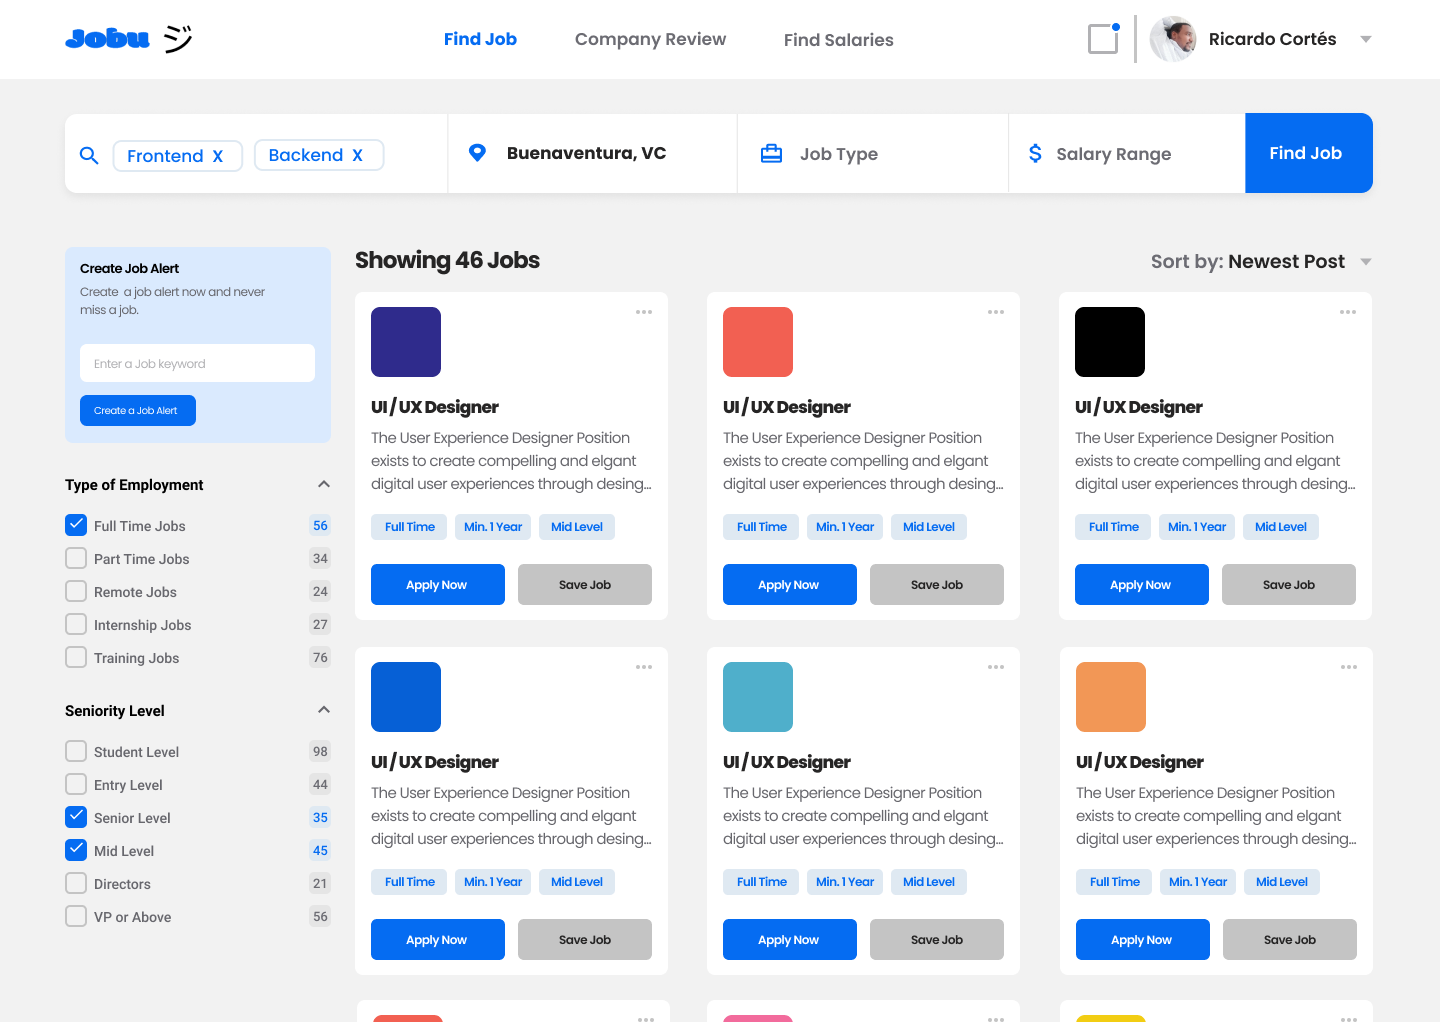 Jobu ジ
Find Job
Company Review
Find Salaries
Ricardo Cortés
Frontend X
Backend X
Buenaventura, VC
Job Type
$ Salary Range
Find Job
Create Job Alert
Create a job alert now and never
miss a job.
Enter a Job keyword
Create a Job Alert
Type of Employment
Full Time Jobs 56
Part Time Jobs 34
Remote Jobs 24
Internship Jobs 27
Training Jobs 76
Seniority Level
Student Level 98
Entry Level 44
Senior Level 35
Mid Level 45
Directors 21
VP or Above 56
Showing 46 Jobs
Sort by: Newest Post
UI / UX Designer
The User Experience Designer Position
exists to create compelling and elgant
digital user experiences through desing...
Full Time Min. 1 Year Mid Level
Apply Now Save Job
UI / UX Designer
The User Experience Designer Position
exists to create compelling and elgant
digital user experiences through desing...
Full Time Min. 1 Year Mid Level
Apply Now Save Job
UI / UX Designer
The User Experience Designer Position
exists to create compelling and elgant
digital user experiences through desing...
Full Time Min. 1 Year Mid Level
Apply Now Save Job
UI / UX Designer
The User Experience Designer Position
exists to create compelling and elgant
digital user experiences through desing...
Full Time Min. 1 Year Mid Level
Apply Now Save Job
UI / UX Designer
The User Experience Designer Position
exists to create compelling and elgant
digital user experiences through desing...
Full Time Min. 1 Year Mid Level
Apply Now Save Job
UI / UX Designer
The User Experience Designer Position
exists to create compelling and elgant
digital user experiences through desing...
Full Time Min. 1 Year Mid Level
Apply Now Save Job